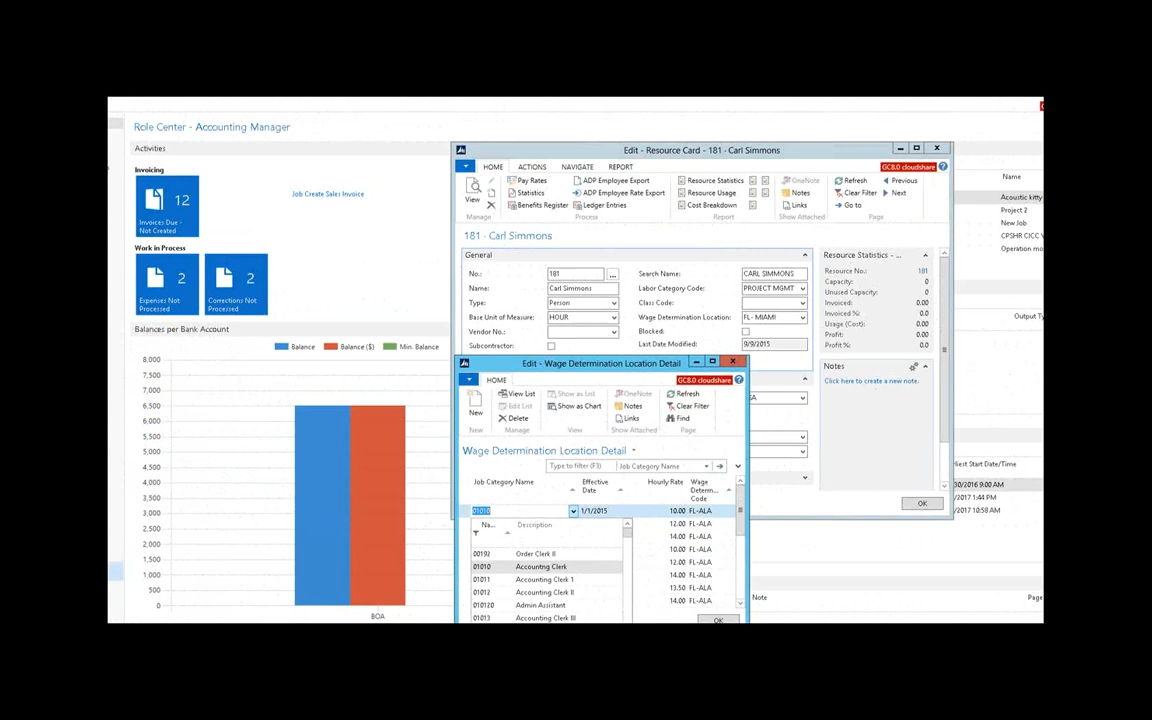 Role Center - Accounting Manager
Activities
Invoicing
12
Invoices Due -
Not Created
Job Create Sales Invoice
Work in Process
2
Expenses Not
Processed
2
Corrections Not
Processed
Balances per Bank Account
Balance
Balance ($)
Min. Balance
8,000
7,500
7,000
6,500
6,000
5,500
5,000
4,500
4,000
3,500
3,000
2,500
2,000
1,500
1,000
500
0
BOA
Edit - Resource Card - 181 - Carl Simmons
HOME ACTIONS NAVIGATE REPORT
GC8.0 cloudshare
View
Manage
Pay Rates
Statistics
Benefits Register
ADP Employee Export
ADP Employee Rate Export
Ledger Entries
Process
Resource Statistics
Resource Usage
Cost Breakdown
Report
OneNote
Notes
Links
Show Attached
Refresh
Clear Filter
Go to
Previous
Next
Page
181 - Carl Simmons
General
No.: 181
Name: Carl Simmons
Type: Person
Base Unit of Measure: HOUR
Vendor No.:
Subcontractor:
Search Name: CARL SIMMONS
Labor Category Code: PROJECT MGMT
Class Code:
Wage Determination Location: FL- MIAMI
Blocked:
Last Date Modified: 9/9/2015
Resource Statistics - ...
Resource No.: 181
Capacity: 0
Unused Capacity: 0
Invoiced: 0.00
Invoiced %: 0.0
Usage (Cost): 0.00
Profit: 0.00
Profit %: 0.0
Notes
Click here to create a new note.
OK
Edit - Wage Determination Location Detail
HOME
GC8.0 cloudshare
New
New
View List
Edit List
Delete
Manage
Show as List
Show as Chart
View
OneNote
Notes
Links
Show Attached
Refresh
Clear Filter
Find
Page
Wage Determination Location Detail
Type to filter (F3)
Job Category Name
Job Category Name
Effective
Date
Hourly Rate
Wage
Determ...
Code
01010 1/1/2015 10.00 FL-ALA
12.00 FL-ALA
14.00 FL-ALA
10.00 FL-ALA
12.00 FL-ALA
14.00 FL-ALA
13.50 FL-ALA
14.00 FL-ALA
Na... Description
00192 Order Clerk II
01010 Accounting Clerk
01011 Accounting Clerk 1
01012 Accounting Clerk II
010120 Admin Assistant
01013 Accounting Clerk III
OK
Name
Acoustic kitty
Project 2
New Job
CPSHR CICC
Operation mo
Output Ty
Start Date/Time
30/2016 9:00 AM
/2017 1:44 PM
/2017 10:58 AM
Note
Page